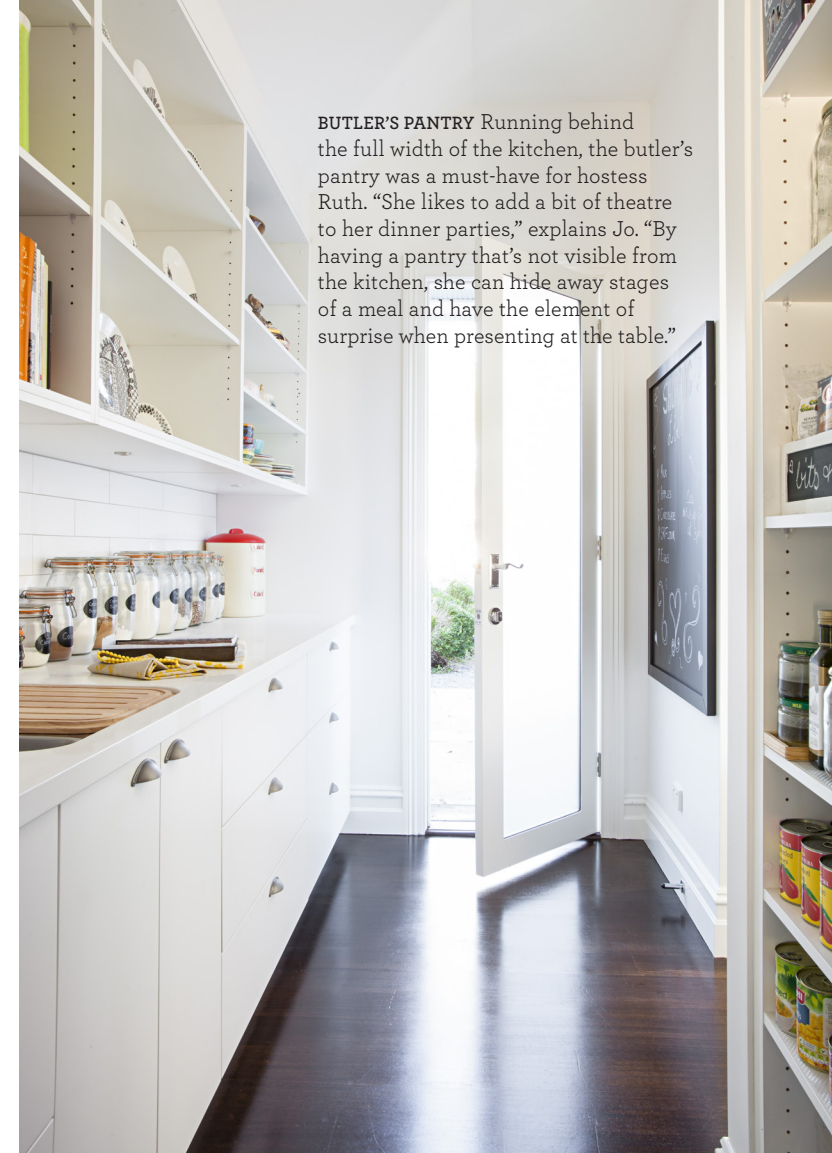 BUTLER'S PANTRY Running behind
the full width of the kitchen, the butler's
pantry was a must-have for hostess
Ruth. “She likes to add a bit of theatre
to her dinner parties,” explains Jo. “By
having a pantry that's not visible from
the kitchen, she can hide away stages
of a meal and have the element of
surprise when presenting at the table.”
bits